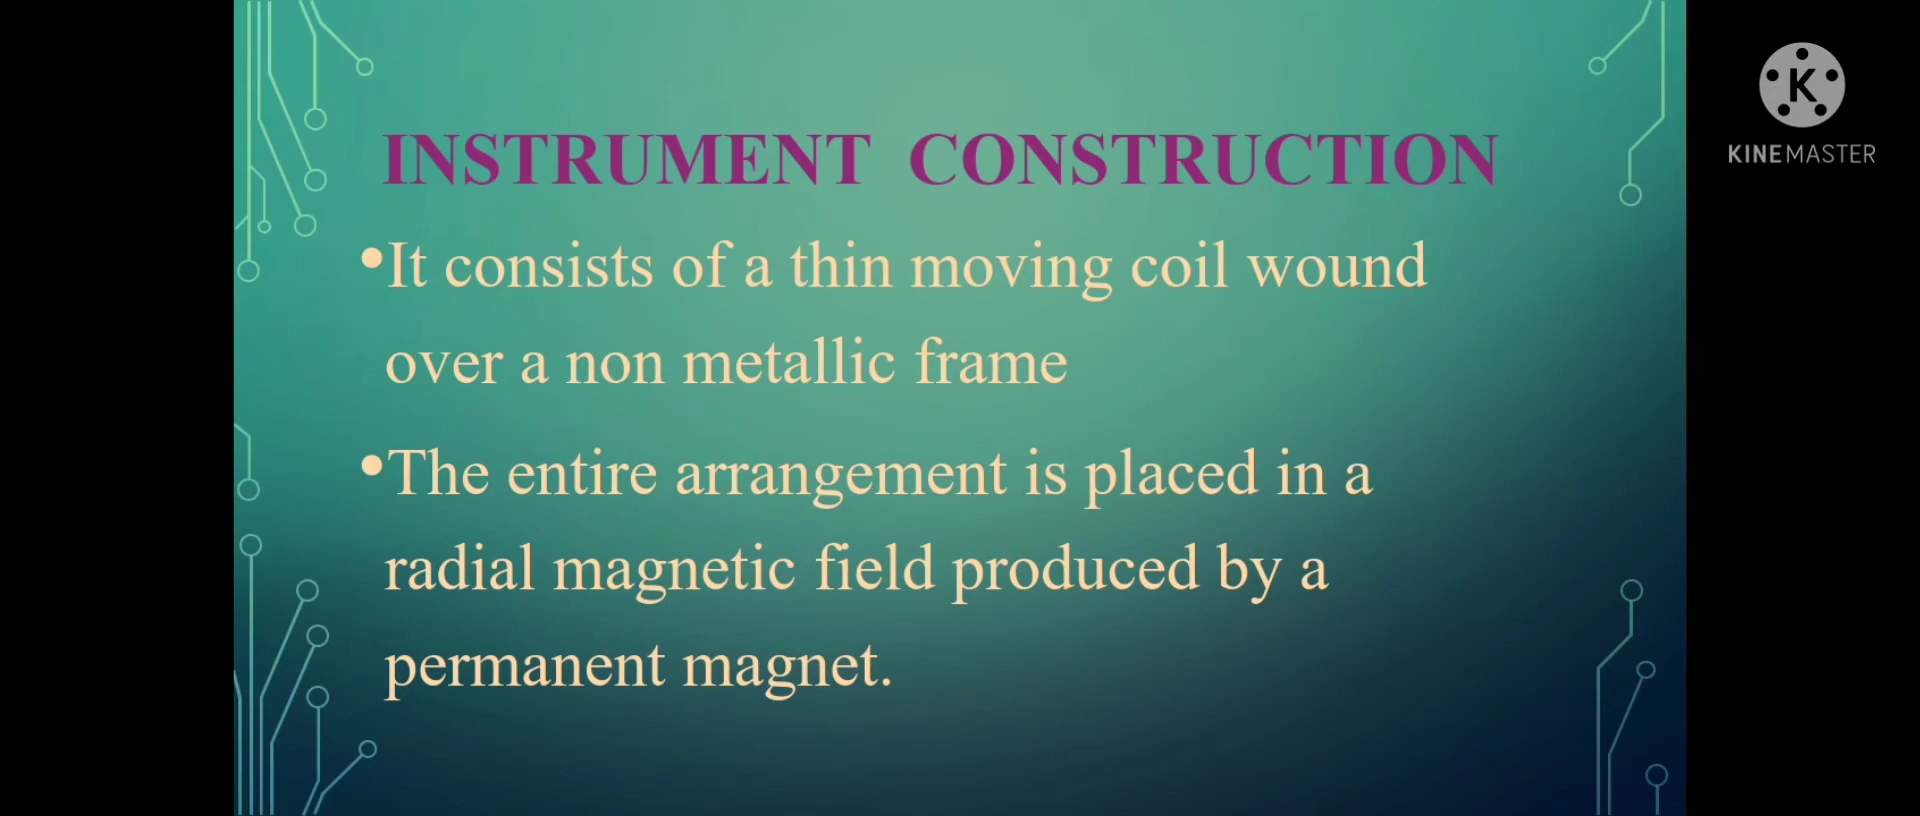 INSTRUMENT CONSTRUCTION
•It consists of a thin moving coil wound
over a non metallic frame
•The entire arrangement is placed in a
radial magnetic field produced by a
permanent magnet.
K
KINEMASTER